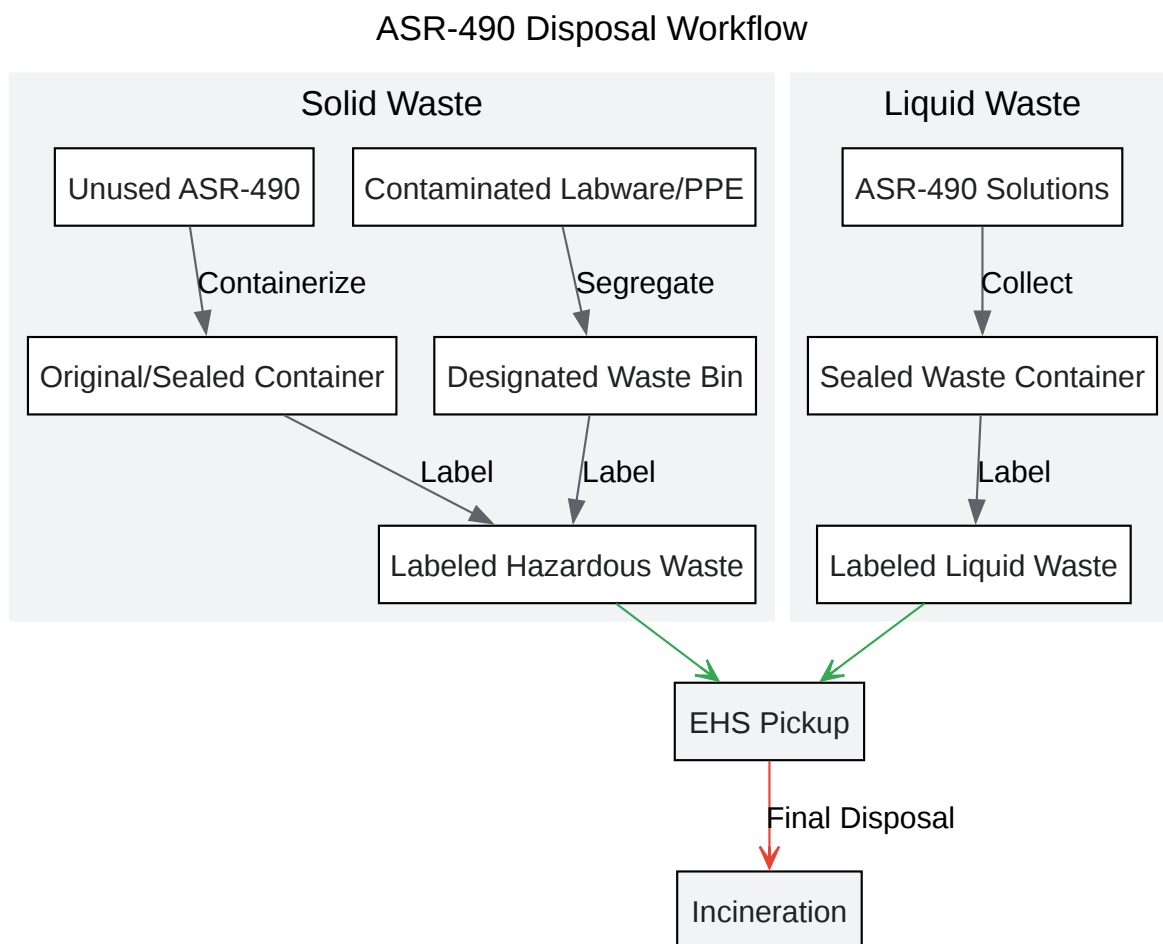 ASR-490 Disposal Workflow
Solid Waste
Liquid Waste
Unused ASR-490
Contaminated Labware/PPE
ASR-490 Solutions
Containerize
Segregate
Collect
Original/Sealed Container
Designated Waste Bin
Sealed Waste Container
Label
Label
Label
Labeled Hazardous Waste
Labeled Liquid Waste
EHS Pickup
Final Disposal
Incineration